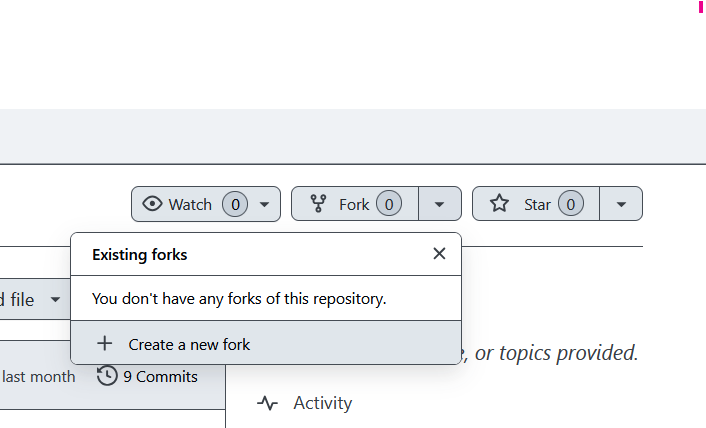 Watch 0
Fork 0
Star 0
Existing forks
You don't have any forks of this repository.
file
Create a new fork
, or topics provided.
last month
9 Commits
Activity